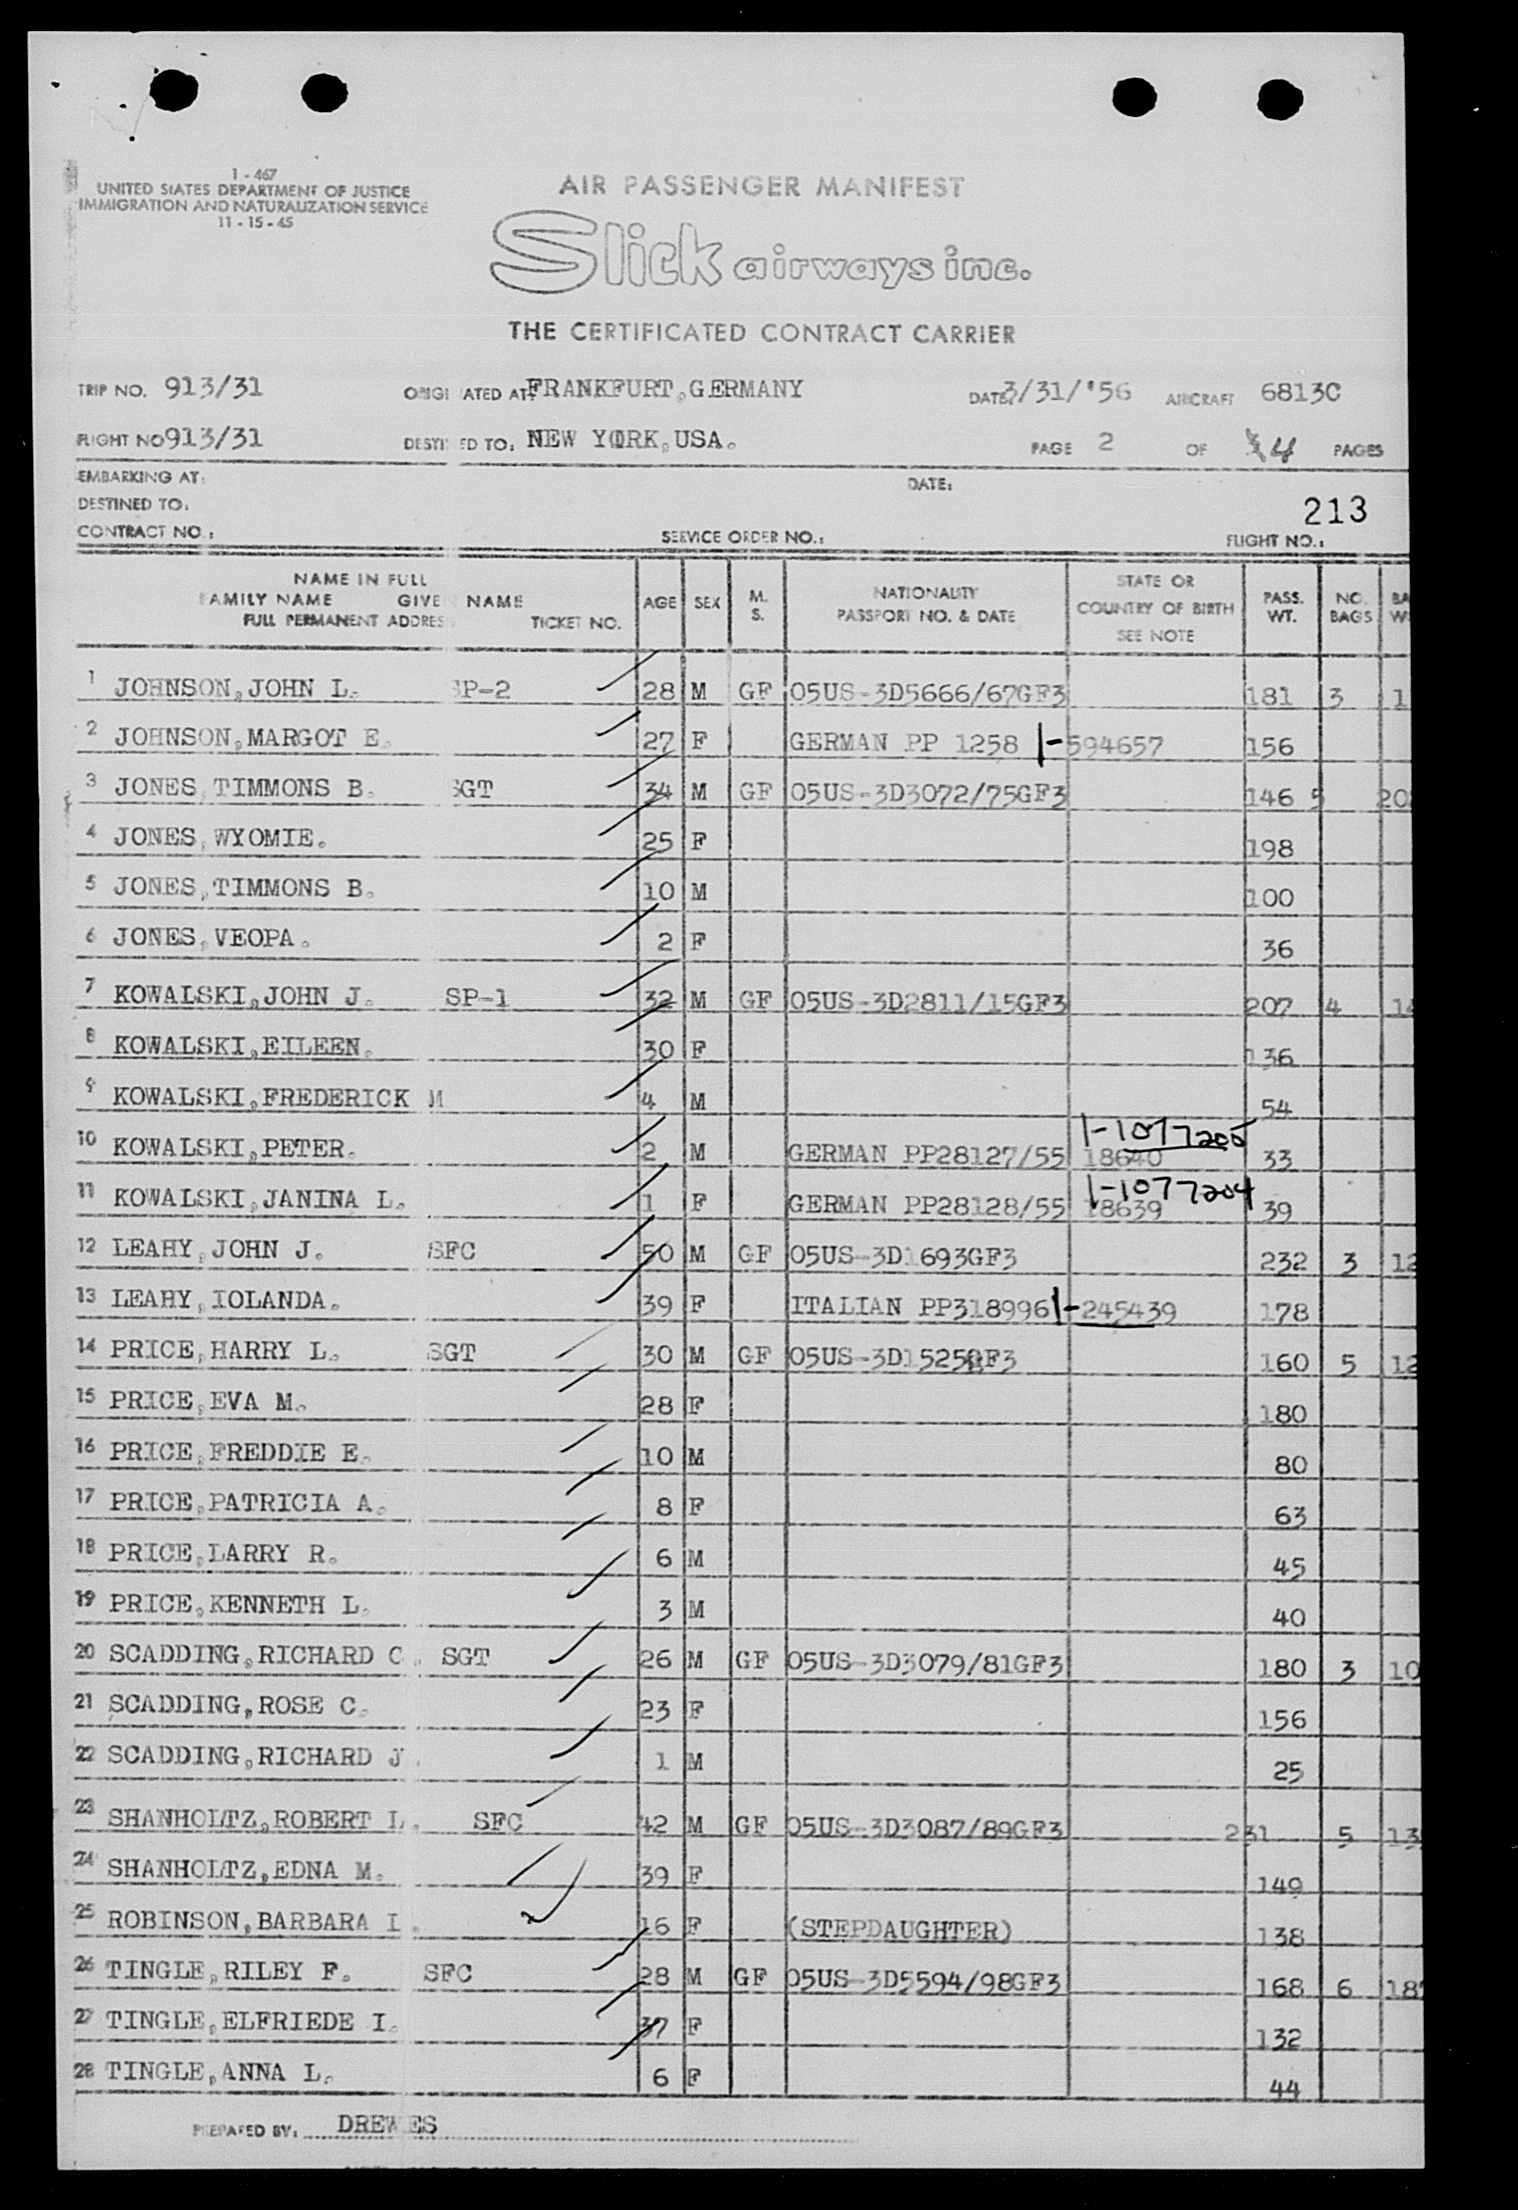 1 - 467
UNITED STATES DEPARTMENT OF JUSTICE
IMMIGRATION AND NATURALIZATION SERVICE
11 - 15 - 45
AIR PASSENGER MANIFEST
Slick airways inc.
THE CERTIFICATED CONTRACT CARRIER
TRIP NO. 913/31 ORIGINATED AT: FRANKFURT,GERMANY DATE: 3/31/'56 AIRCRAFT 6813C
FLIGHT NO 913/31 DESTINED TO: NEW YORK,USA. PAGE 2 OF 4 PAGES
EMBARKING AT: DATE:
DESTINED TO:
213
CONTRACT NO.: SERVICE ORDER NO.: FLIGHT NO.:
NAME IN FULL
FAMILY NAME GIVEN NAME
FULL PERMANENT ADDRESS TICKET NO.
AGE SEX M. S. NATIONALITY PASSPORT NO. & DATE STATE OR COUNTRY OF BIRTH SEE NOTE PASS. WT. NO. BAGS BA W
1 JOHNSON,JOHN L. SP-2 28 M GF 05US-3D5666/67GF3 181 3 1
2 JOHNSON,MARGOT E. 27 F GERMAN PP 1258 1-594657 156
3 JONES,TIMMONS B. SGT 34 M GF 05US-3D3072/75GF3 146 5 20
4 JONES,WYOMIE. 25 F 198
5 JONES,TIMMONS B. 10 M 100
6 JONES,VEOPA. 2 F 36
7 KOWALSKI,JOHN J. SP-1 32 M GF 05US-3D2811/15GF3 207 4 14
8 KOWALSKI,EILEEN. 30 F 136
9 KOWALSKI,FREDERICK M 4 M 54
10 KOWALSKI,PETER. 2 M GERMAN PP28127/55 1-1077205 18640 33
11 KOWALSKI,JANINA L. 1 F GERMAN PP28128/55 1-1077204 18639 39
12 LEAHY,JOHN J. SFC 50 M GF 05US-3D1693GF3 232 3 12
13 LEAHY,IOLANDA. 39 F ITALIAN PP318996 1-245439 178
14 PRICE,HARRY L. SGT 30 M GF 05US-3D1525GF3 160 5 12
15 PRICE,EVA M. 28 F 180
16 PRICE,FREDDIE E. 10 M 80
17 PRICE,PATRICIA A. 8 F 63
18 PRICE,LARRY R. 6 M 45
19 PRICE,KENNETH L. 3 M 40
20 SCADDING,RICHARD C. SGT 26 M GF 05US-3D3079/81GF3 180 3 10
21 SCADDING,ROSE C. 23 F 156
22 SCADDING,RICHARD J. 1 M 25
23 SHANHOLTZ,ROBERT L. SFC 42 M GF 05US-3D3087/89GF3 231 5 13
24 SHANHOLTZ,EDNA M. 39 F 149
25 ROBINSON,BARBARA I. 16 F (STEPDAUGHTER) 138
26 TINGLE,RILEY F. SFC 28 M GF 05US-3D5594/98GF3 168 6 18
27 TINGLE,ELFRIEDE I. 37 F 132
28 TINGLE,ANNA L. 6 F 44
PREPARED BY: DREWES